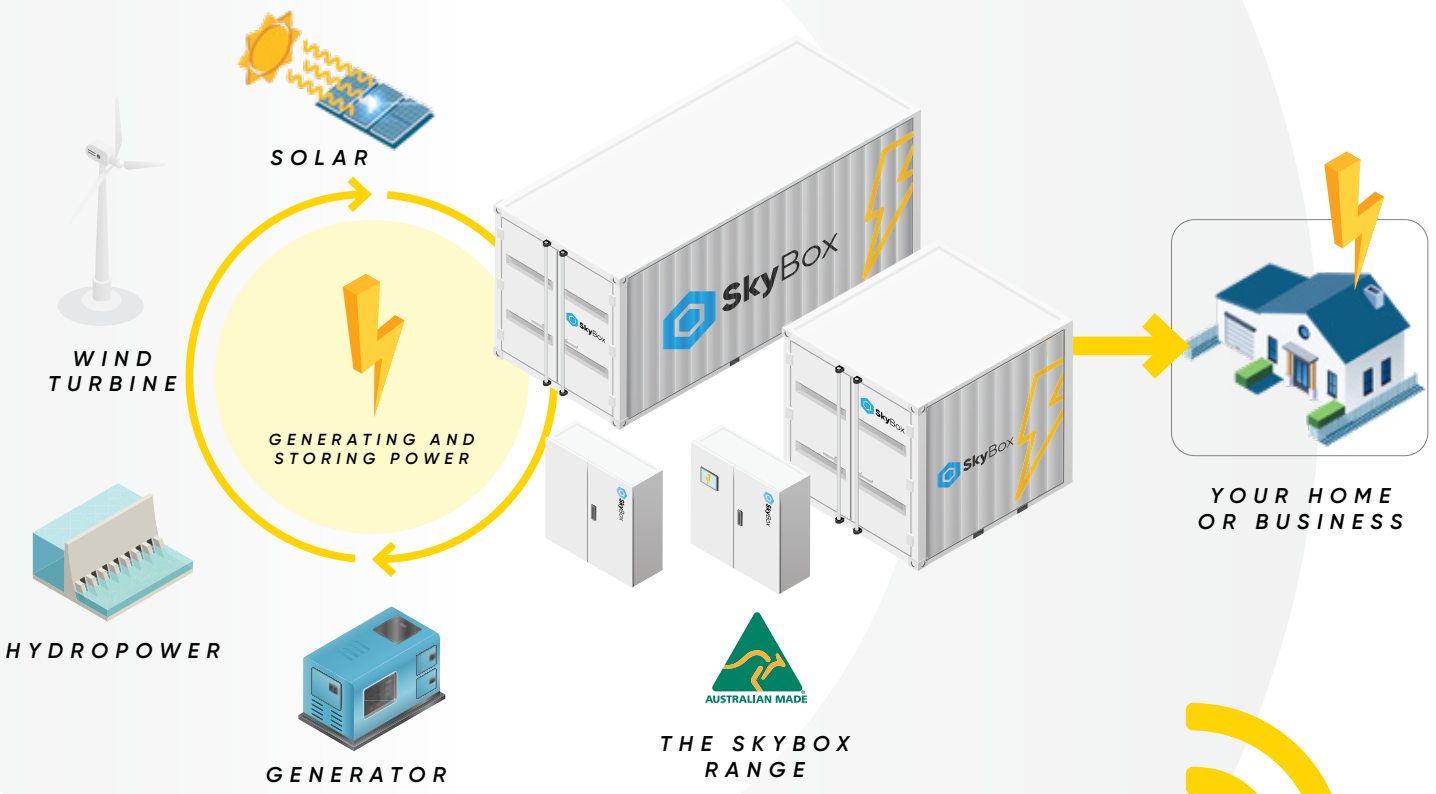 SOLAR
WIND
TURBINE
GENERATING AND
STORING POWER
HYDROPOWER
GENERATOR
SkyBox
SkyBox
SkyBox
SkyBox
SkyBox
SkyBox
AUSTRALIAN MADE
THE SKYBOX
RANGE
YOUR HOME
OR BUSINESS